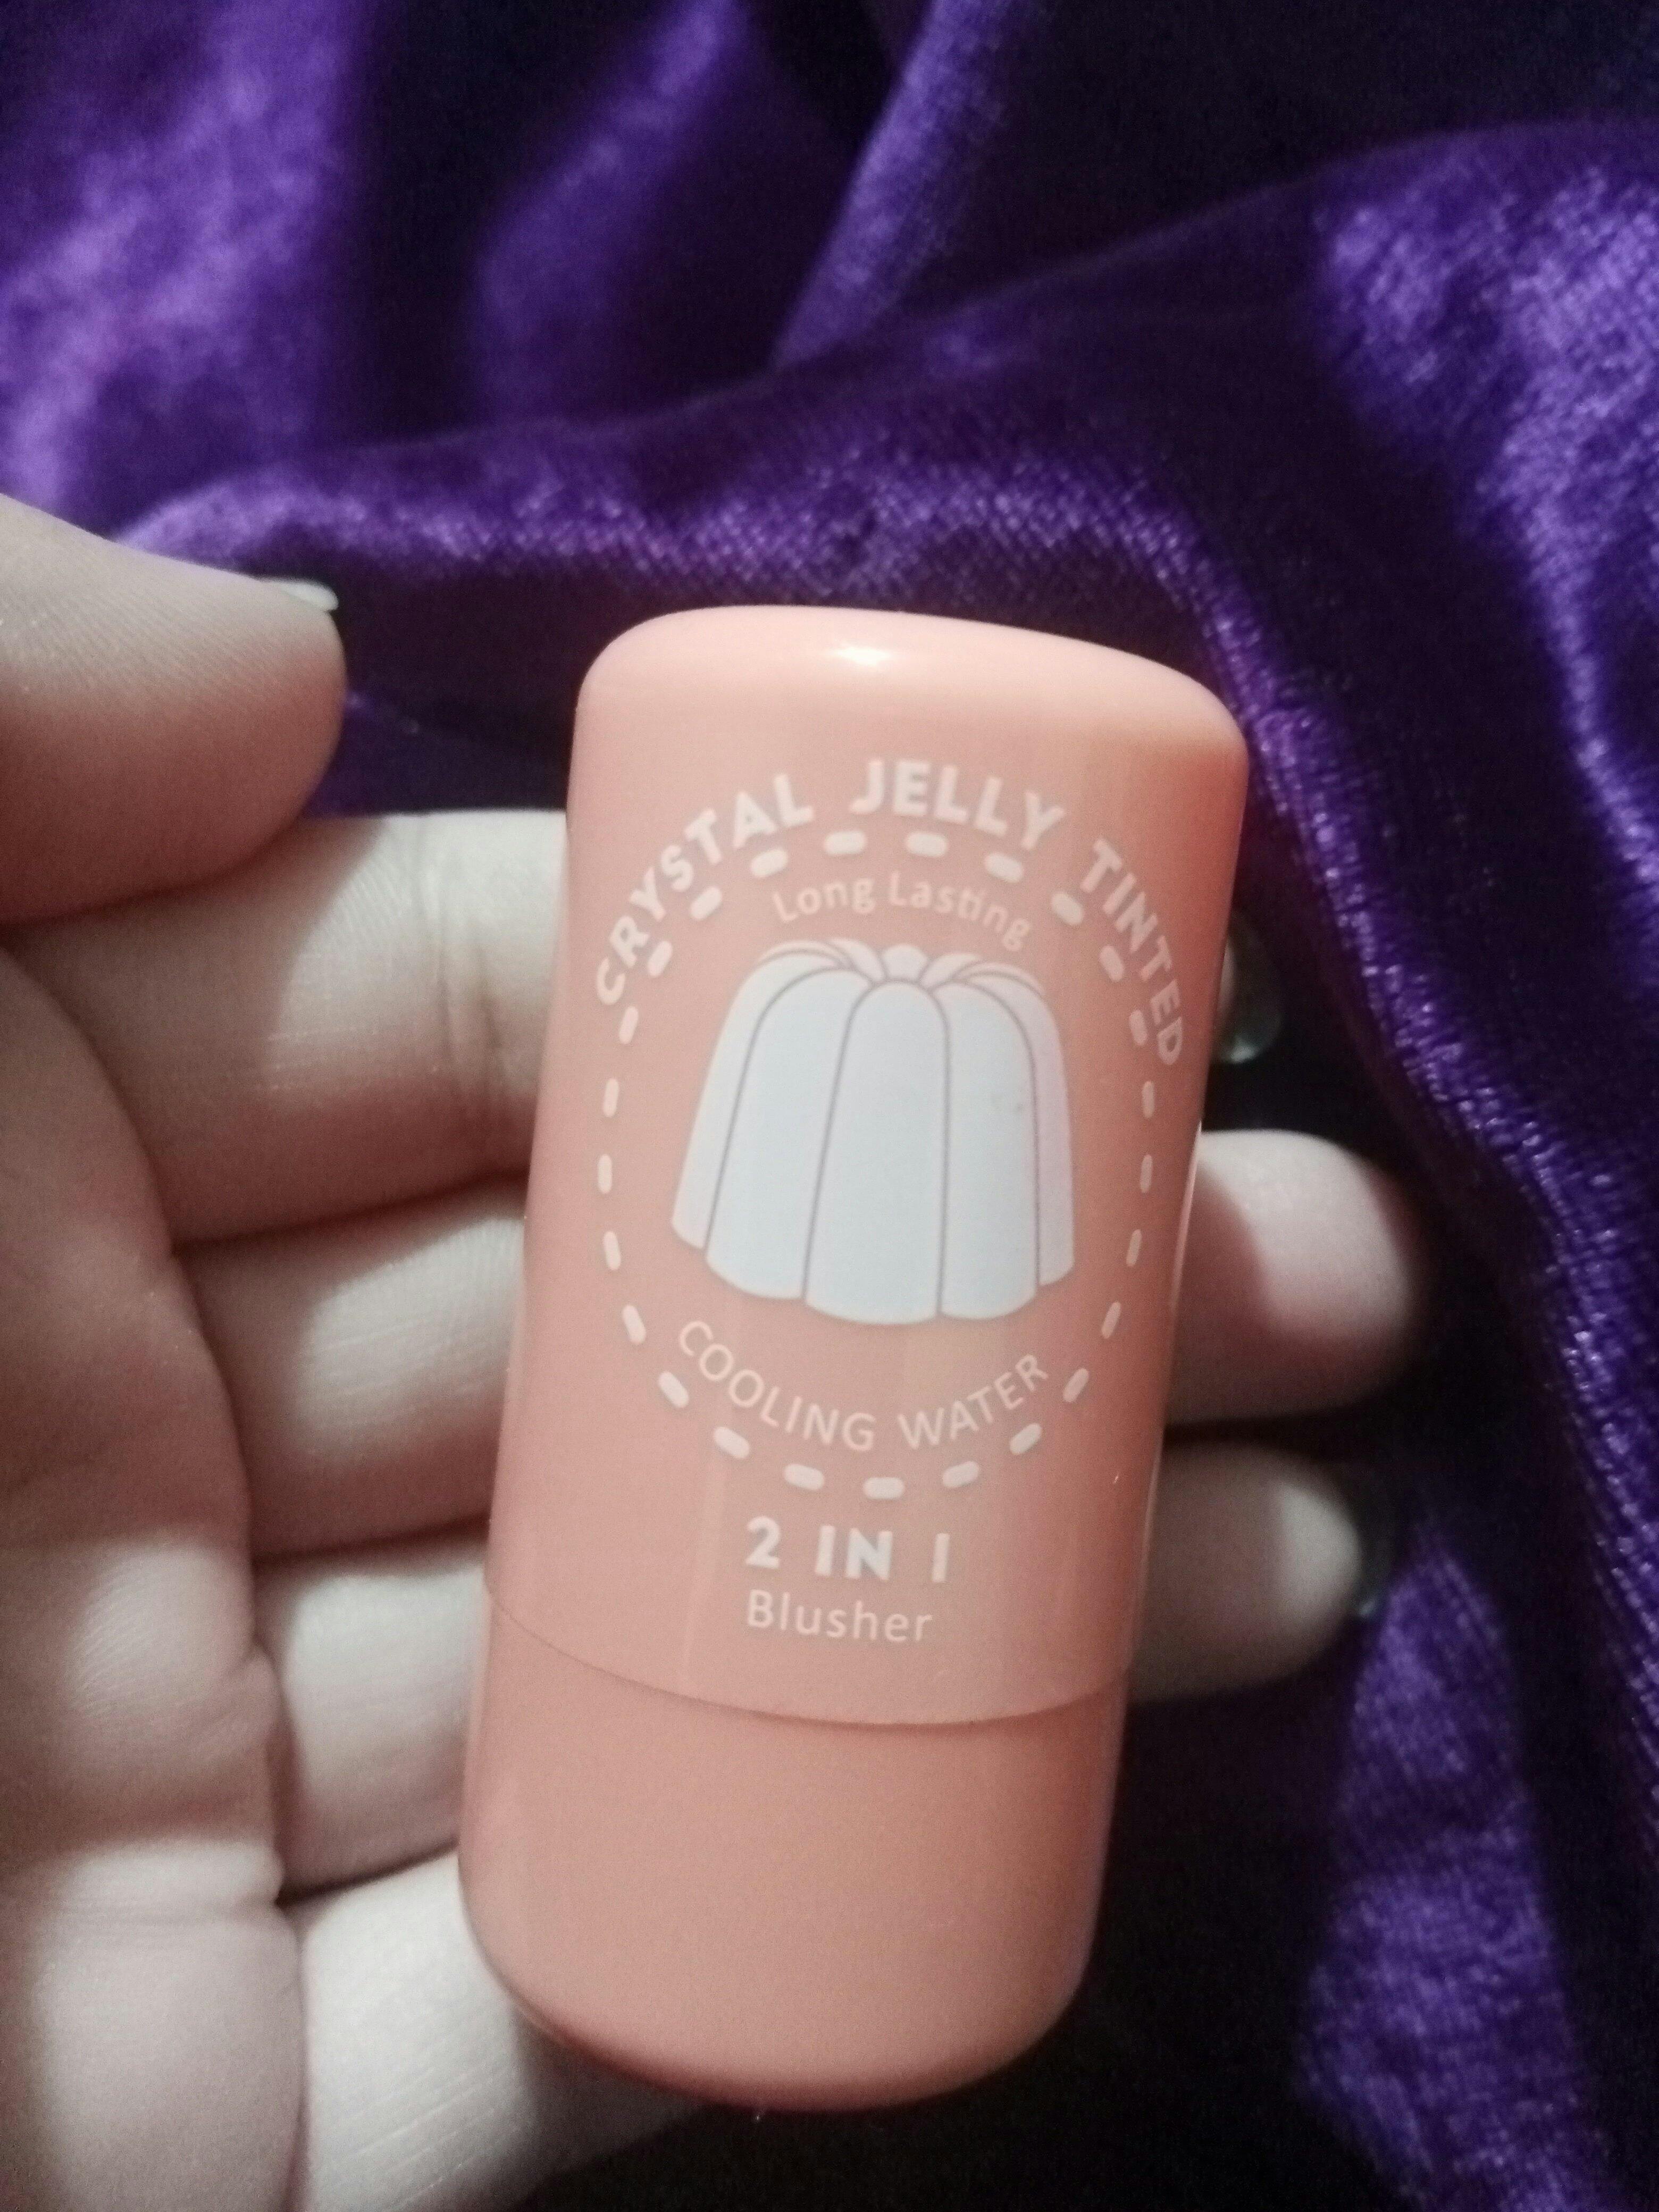 CRYSTAL JELLY TINTED
Long Lasting
COOLING WATER
2 IN 1
Blusher